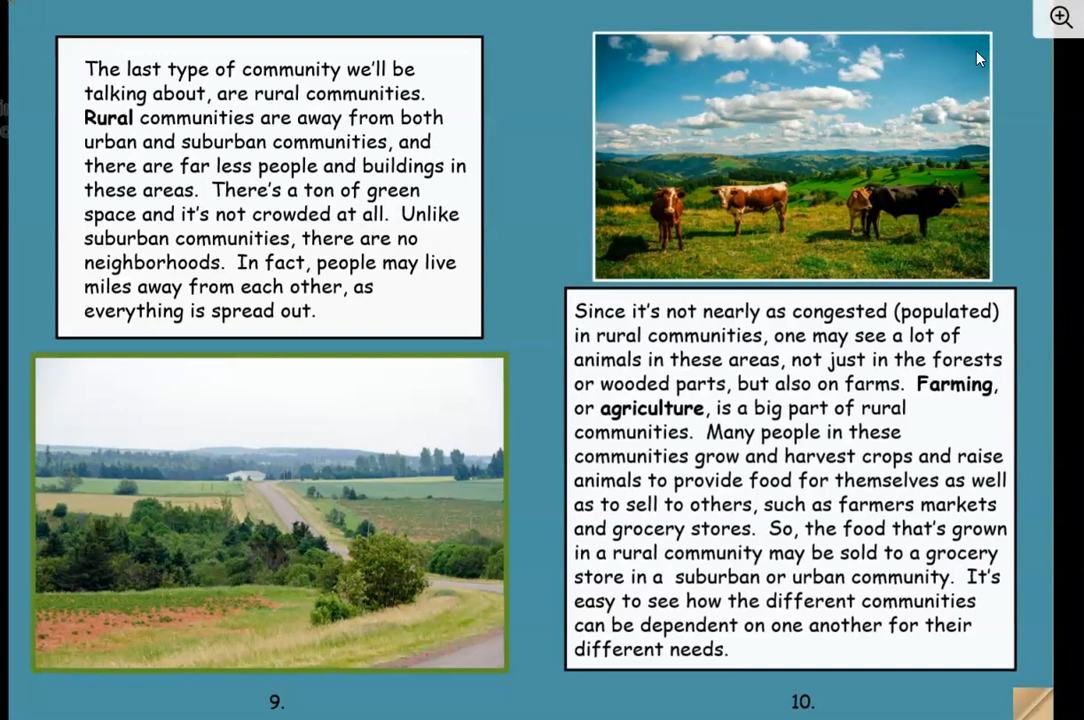 The last type of community we'll be
talking about, are rural communities.
Rural communities are away from both
urban and suburban communities, and
there are far less people and buildings in
these areas.  There's a ton of green
space and it's not crowded at all.  Unlike
suburban communities, there are no
neighborhoods.  In fact, people may live
miles away from each other, as
everything is spread out.
9.
Since it's not nearly as congested (populated)
in rural communities, one may see a lot of
animals in these areas, not just in the forests
or wooded parts, but also on farms.  Farming,
or agriculture, is a big part of rural
communities.  Many people in these
communities grow and harvest crops and raise
animals to provide food for themselves as well
as to sell to others, such as farmers markets
and grocery stores.  So, the food that's grown
in a rural community may be sold to a grocery
store in a  suburban or urban community.  It's
easy to see how the different communities
can be dependent on one another for their
different needs.
10.